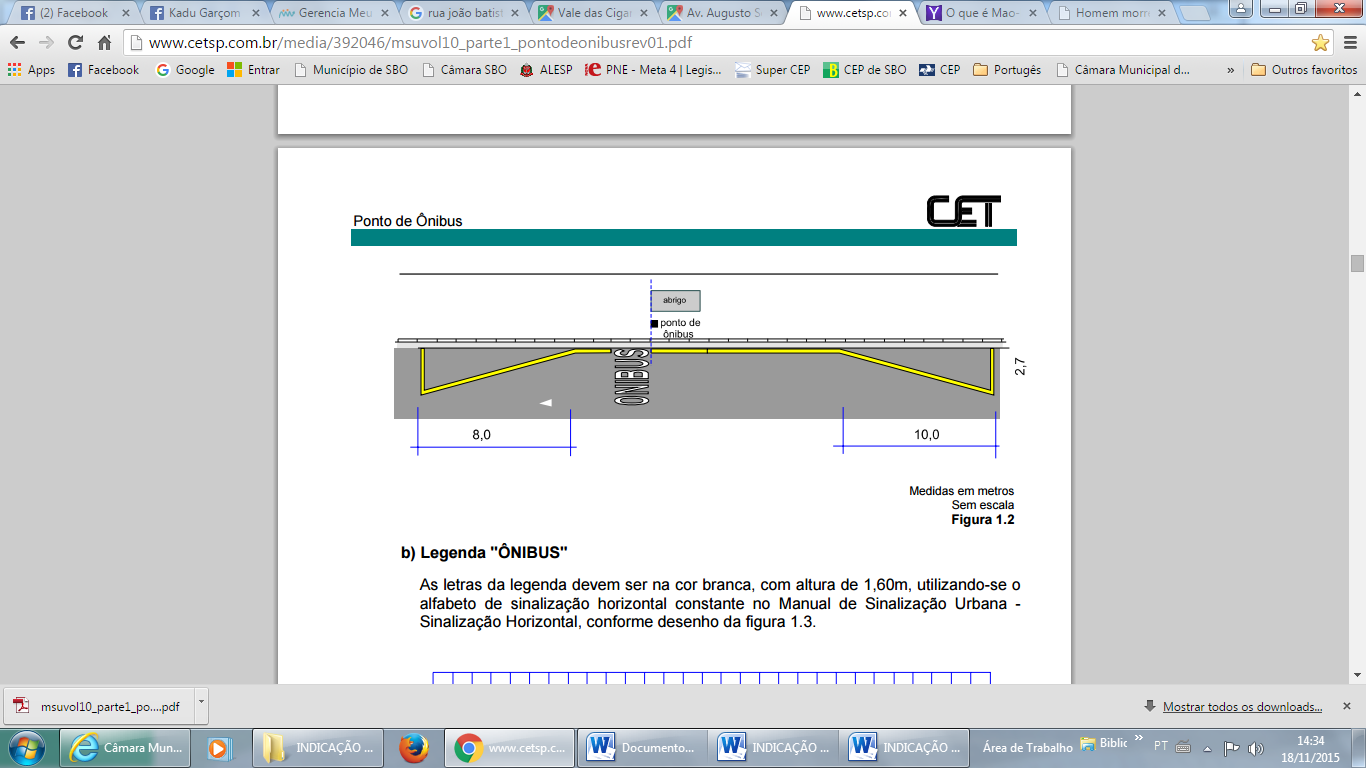 (2) Facebook
Kadu Garçom
Gerencia Meu
rua joão batist
Vale das Cigar
Av. Augusto S
www.cetsp.co
O que é Mao-
Homem morr
www.cetsp.com.br/media/392046/msuvol10_parte1_pontodeonibusrev01.pdf
Apps
Facebook
Google
Entrar
Município de SBO
Câmara SBO
ALESP
PNE - Meta 4 | Legis...
Super CEP
CEP de SBO
CEP
Portugês
Câmara Municipal d...
»
Outros favoritos
Ponto de Ônibus
CET
abrigo
ponto de
ônibus
ONIBUS
2,7
8,0
10,0
Medidas em metros
Sem escala
Figura 1.2
b) Legenda "ÔNIBUS"
As letras da legenda devem ser na cor branca, com altura de 1,60m, utilizando-se o
alfabeto de sinalização horizontal constante no Manual de Sinalização Urbana -
Sinalização Horizontal, conforme desenho da figura 1.3.
msuvol10_parte1_po....pdf
Mostrar todos os downloads...
Câmara Mun...
INDICAÇÃO ...
www.cetsp.c...
Documento...
INDICAÇÃO ...
INDICAÇÃO ...
Área de Trabalho
Biblic
»
PT
14:34
18/11/2015